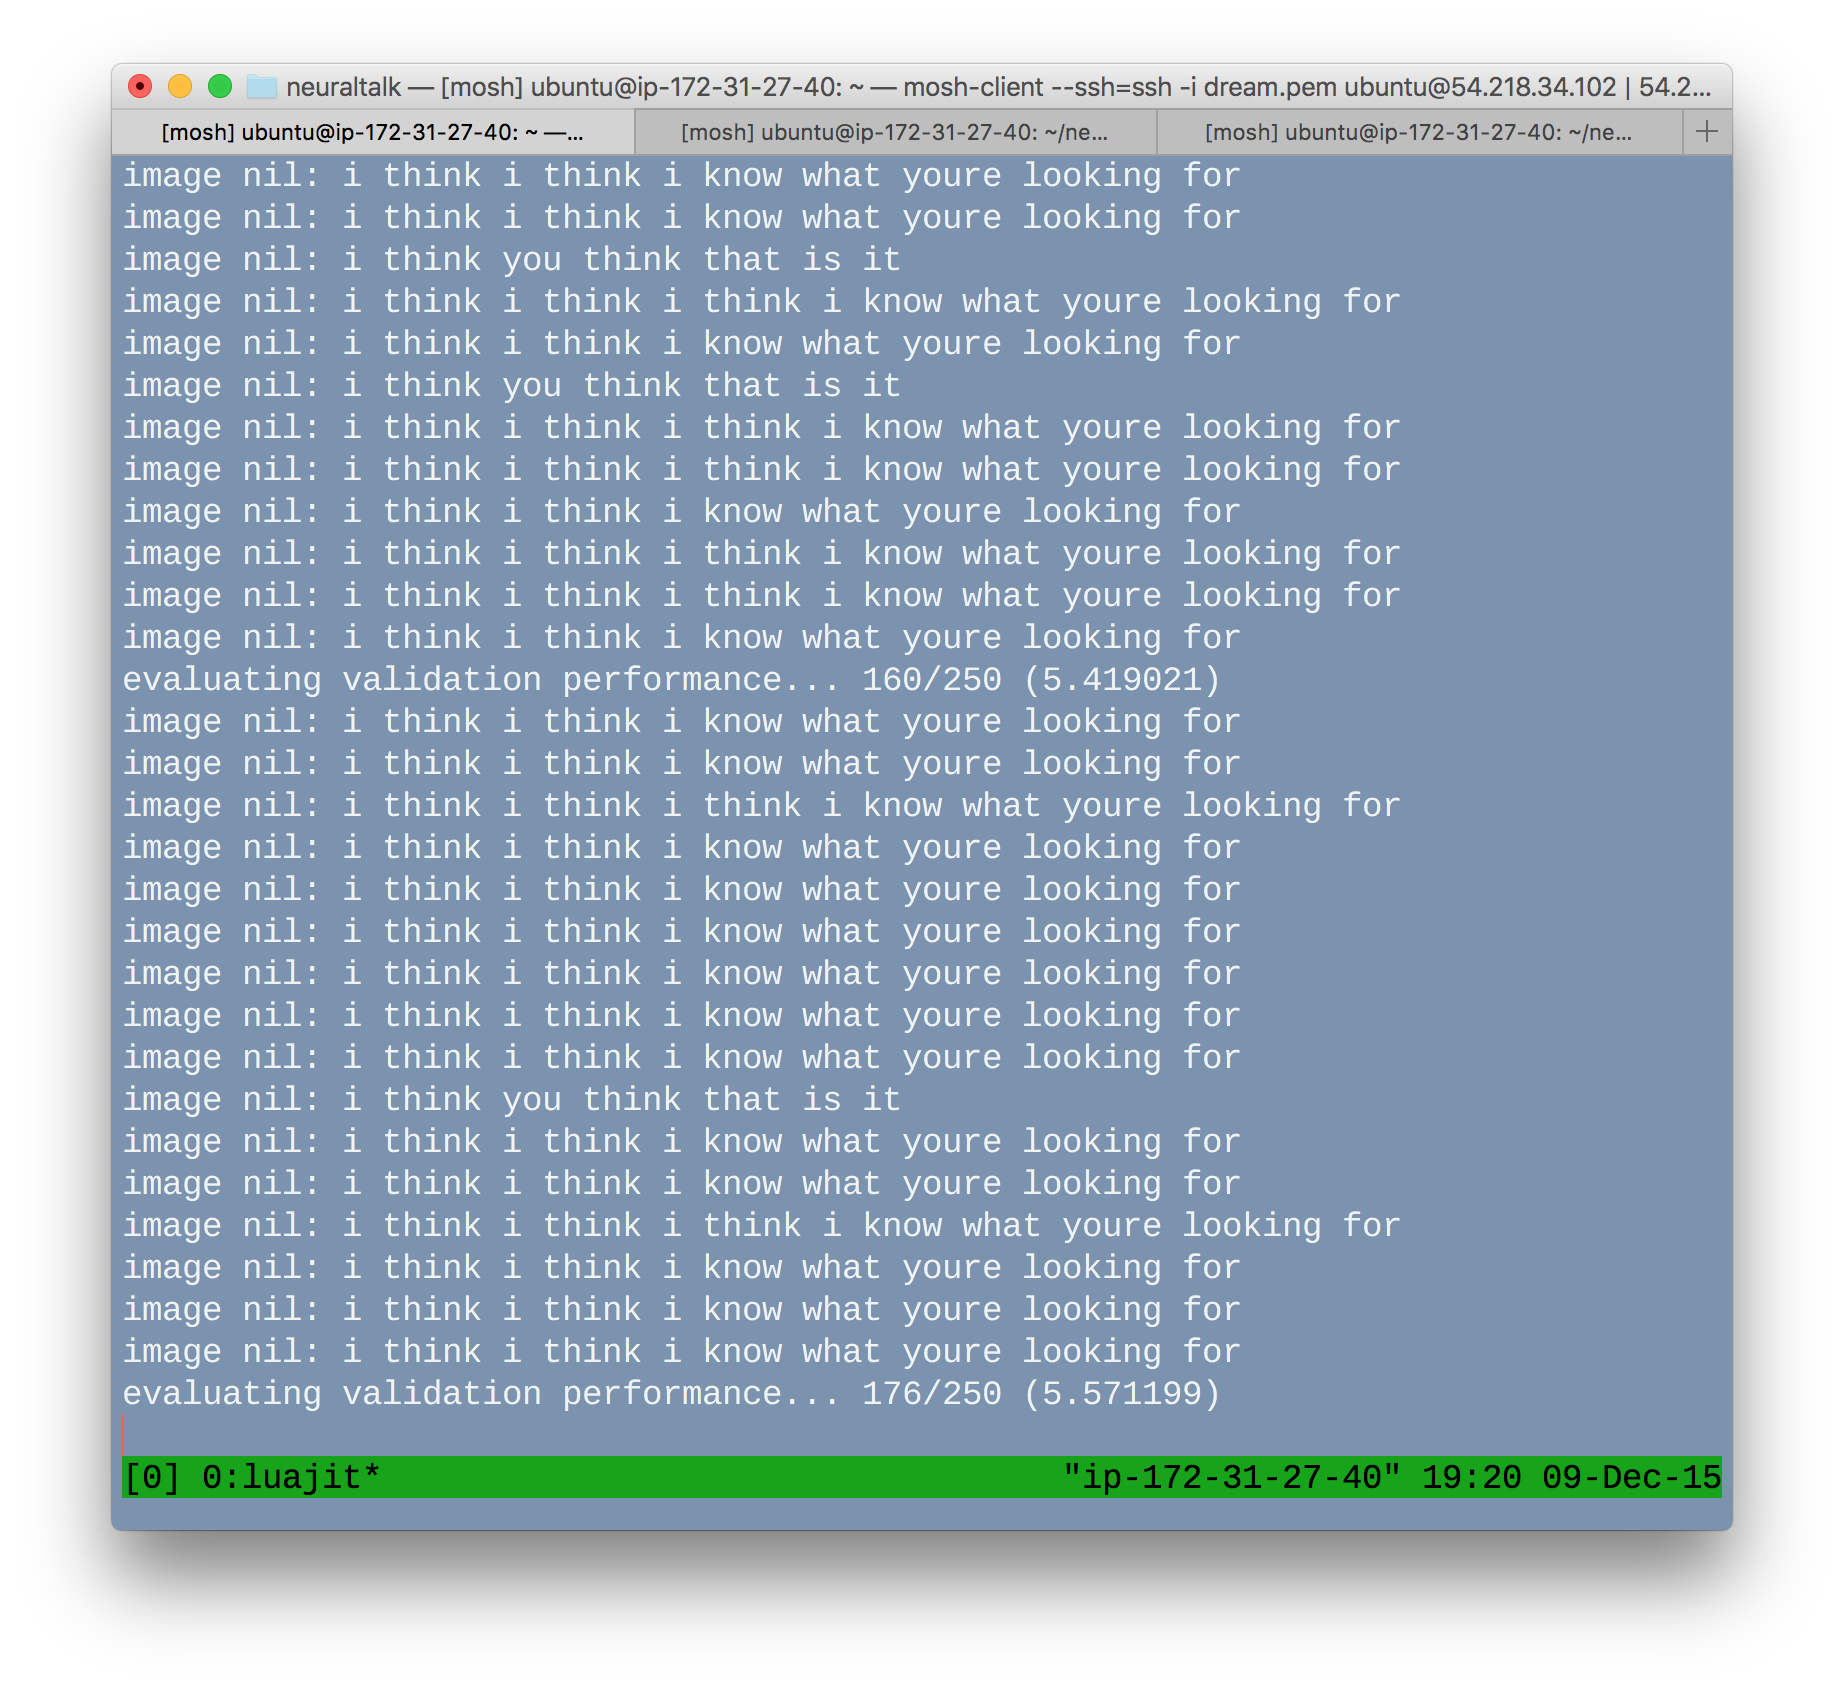 neuraltalk — [mosh] ubuntu@ip-172-31-27-40: ~ — mosh-client --ssh=ssh -i dream.pem ubuntu@54.218.34.102 | 54.2...
[mosh] ubuntu@ip-172-31-27-40: ~ —... [mosh] ubuntu@ip-172-31-27-40: ~/ne... [mosh] ubuntu@ip-172-31-27-40: ~/ne... +
image nil: i think i think i know what youre looking for
image nil: i think i think i know what youre looking for
image nil: i think you think that is it
image nil: i think i think i think i know what youre looking for
image nil: i think i think i know what youre looking for
image nil: i think you think that is it
image nil: i think i think i think i know what youre looking for
image nil: i think i think i think i know what youre looking for
image nil: i think i think i know what youre looking for
image nil: i think i think i think i know what youre looking for
image nil: i think i think i think i know what youre looking for
image nil: i think i think i know what youre looking for
evaluating validation performance... 160/250 (5.419021)
image nil: i think i think i know what youre looking for
image nil: i think i think i know what youre looking for
image nil: i think i think i think i know what youre looking for
image nil: i think i think i know what youre looking for
image nil: i think i think i know what youre looking for
image nil: i think i think i know what youre looking for
image nil: i think i think i know what youre looking for
image nil: i think i think i know what youre looking for
image nil: i think i think i know what youre looking for
image nil: i think you think that is it
image nil: i think i think i know what youre looking for
image nil: i think i think i know what youre looking for
image nil: i think i think i think i know what youre looking for
image nil: i think i think i know what youre looking for
image nil: i think i think i know what youre looking for
image nil: i think i think i know what youre looking for
evaluating validation performance... 176/250 (5.571199)
[0] 0:luajit* "ip-172-31-27-40" 19:20 09-Dec-15